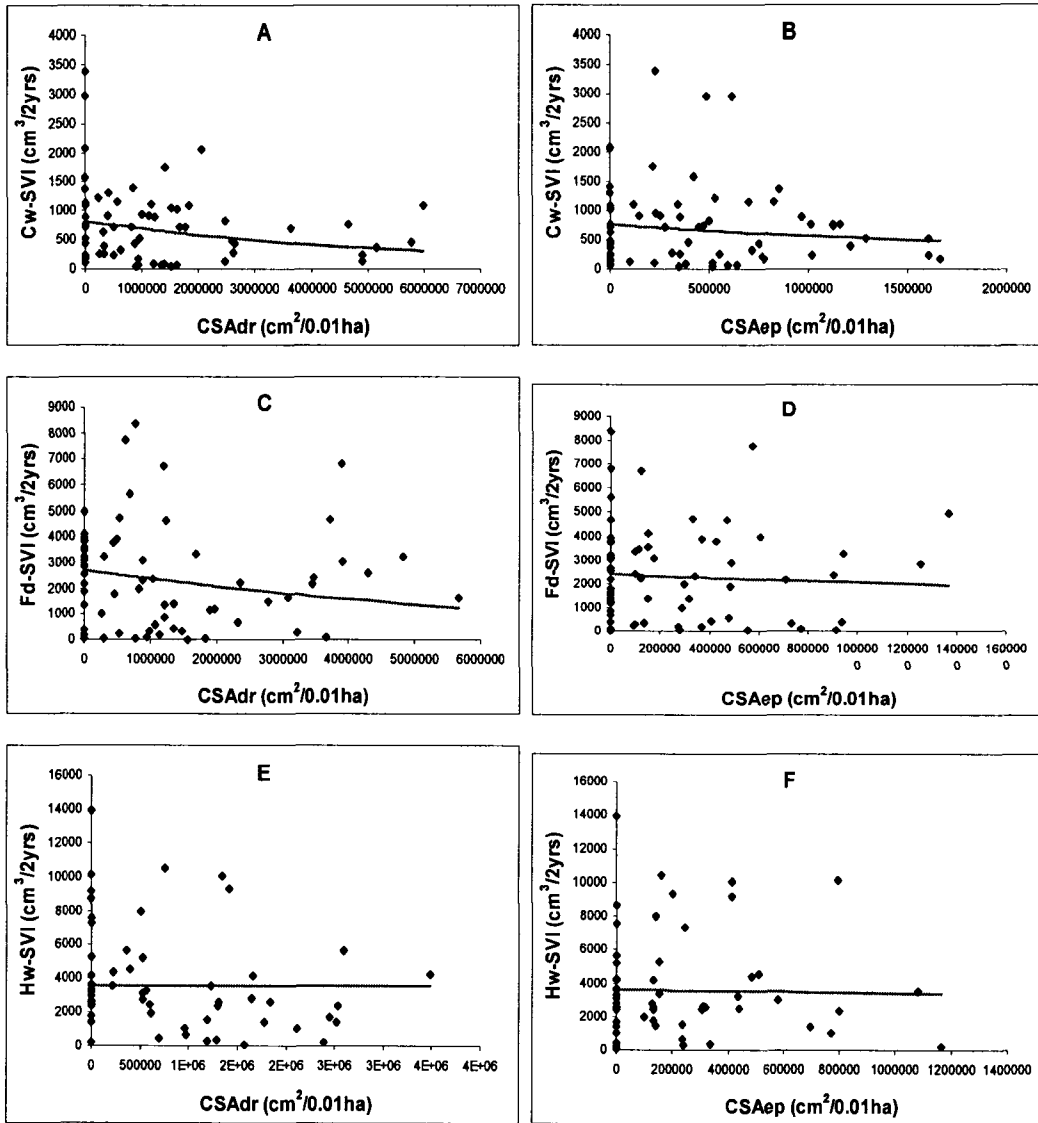 A
Cw-SVI (cm³/2yrs)
4000
3500
3000
2500
2000
1500
1000
500
0
0 1000000 2000000 3000000 4000000 5000000 6000000 7000000
CSAdr (cm²/0.01ha)
B
Cw-SVI (cm³/2yrs)
4000
3500
3000
2500
2000
1500
1000
500
0
0 500000 1000000 1500000 2000000
CSAep (cm²/0.01ha)
C
Fd-SVI (cm³/2yrs)
9000
8000
7000
6000
5000
4000
3000
2000
1000
0
0 1000000 2000000 3000000 4000000 5000000 6000000
CSAdr (cm²/0.01ha)
D
Fd-SVI (cm³/2yrs)
9000
8000
7000
6000
5000
4000
3000
2000
1000
0
0 200000 400000 600000 800000 100000 120000 140000 160000
0 0 0 0
CSAep (cm²/0.01ha)
E
Hw-SVI (cm³/2yrs)
16000
14000
12000
10000
8000
6000
4000
2000
0
0 500000 1E+06 2E+06 2E+06 3E+06 3E+06 4E+06 4E+06
CSAdr (cm²/0.01ha)
F
Hw-SVI (cm³/2yrs)
16000
14000
12000
10000
8000
6000
4000
2000
0
0 200000 400000 600000 800000 1000000 1200000 1400000
CSAep (cm²/0.01ha)